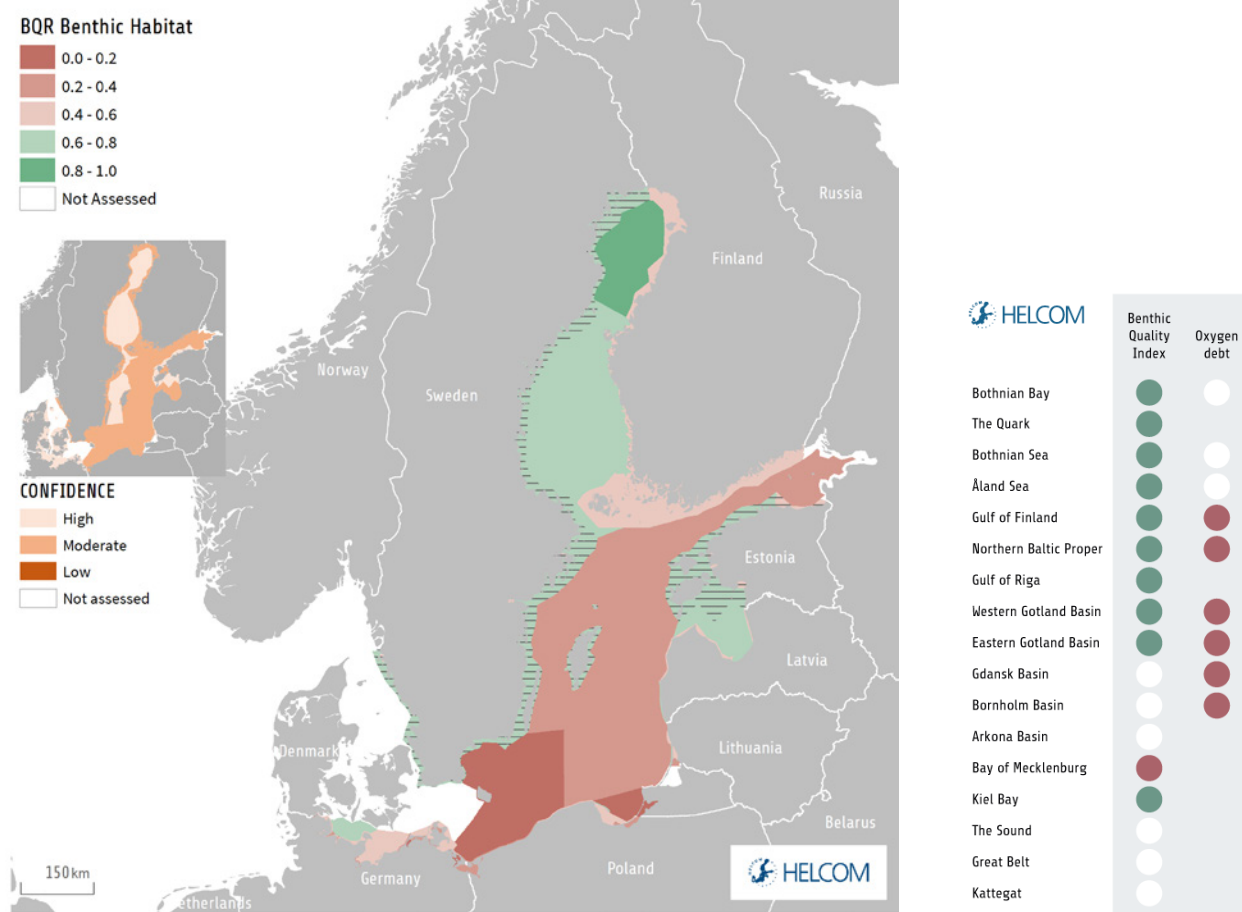 BQR Benthic Habitat
0.0 - 0.2
0.2 - 0.4
0.4 - 0.6
0.6 - 0.8
0.8 - 1.0
Not Assessed
CONFIDENCE
High
Moderate
Low
Not assessed
150km
Norway
Sweden
Finland
Russia
Estonia
Latvia
Lithuania
Belarus
Denmark
Germany
Poland
etherlands
HELCOM
HELCOM
Benthic
Quality
Index
Oxygen
debt
Bothnian Bay
The Quark
Bothnian Sea
Åland Sea
Gulf of Finland
Northern Baltic Proper
Gulf of Riga
Western Gotland Basin
Eastern Gotland Basin
Gdansk Basin
Bornholm Basin
Arkona Basin
Bay of Mecklenburg
Kiel Bay
The Sound
Great Belt
Kattegat